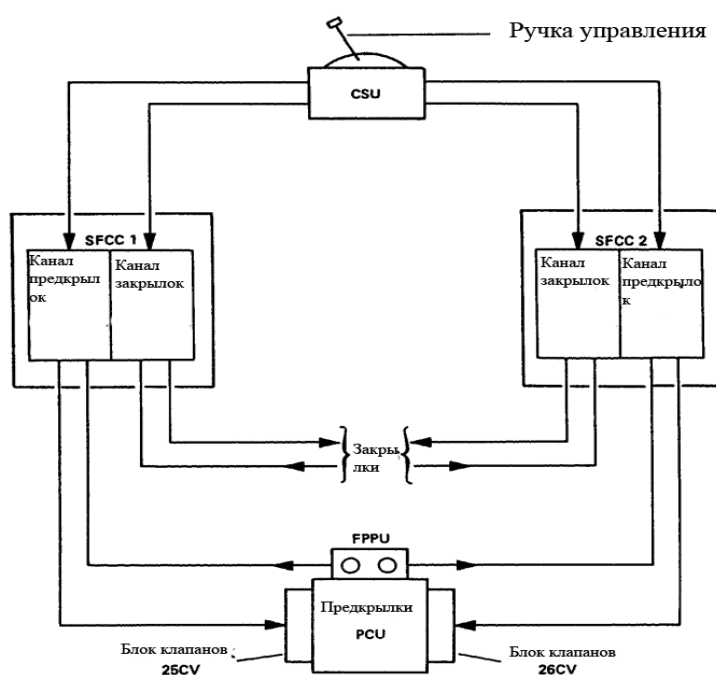 Ручка управления
CSU
SFCC 1
Канал
предкрыл
ок
Канал
закрылок
SFCC 2
Канал
закрылок
Канал
предкрыло
к
Закры
лки
FPPU
Предкрылки
PCU
Блок клапанов
25CV
Блок клапанов
26CV